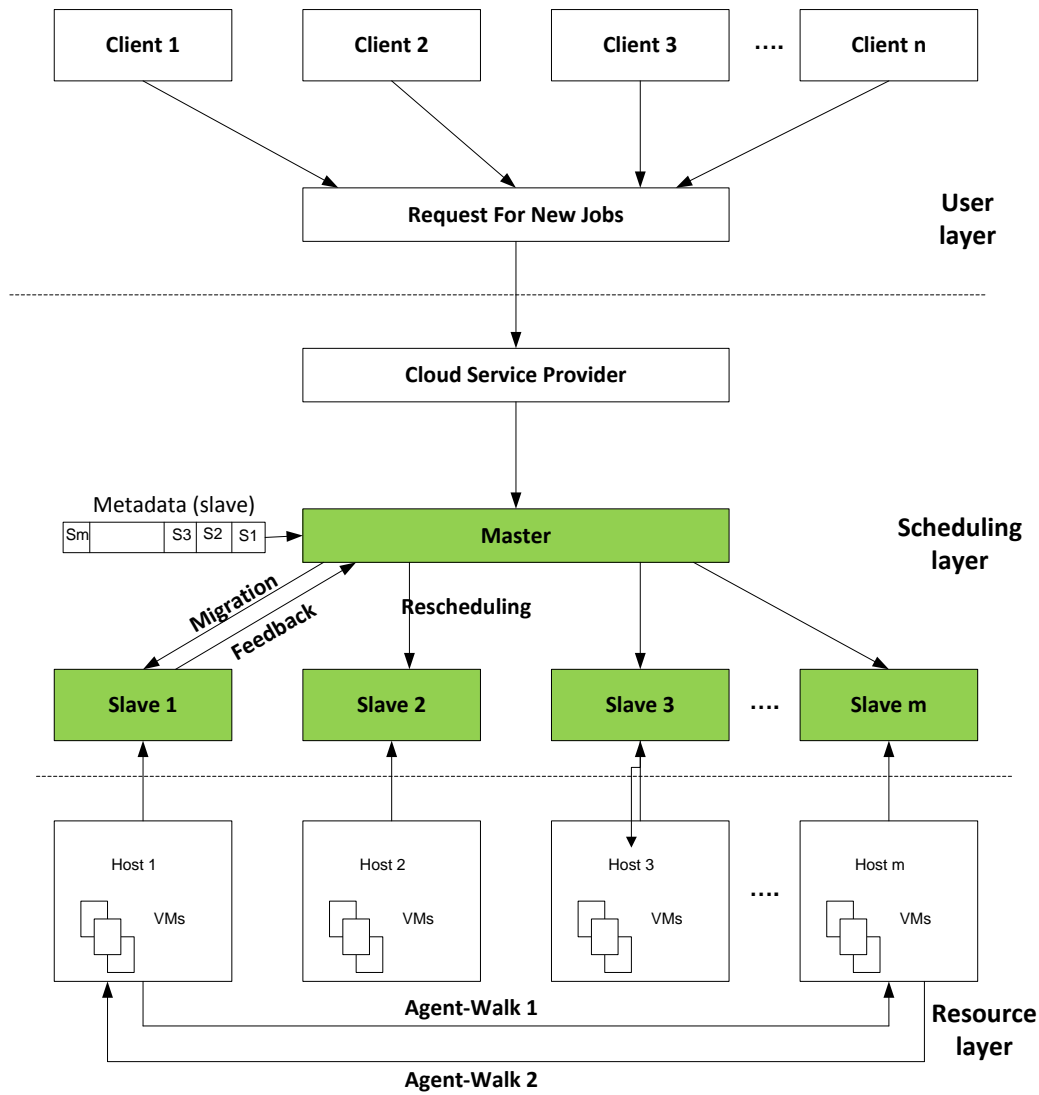 Client 1
Client 2
Client 3
....
Client n
Request For New Jobs
User
layer
Cloud Service Provider
Metadata (slave)
Sm
S3
S2
S1
Master
Scheduling
layer
Migration
Feedback
Rescheduling
Slave 1
Slave 2
Slave 3
....
Slave m
Host 1
VMs
Host 2
VMs
Host 3
VMs
....
Host m
VMs
Agent-Walk 1
Resource
layer
Agent-Walk 2